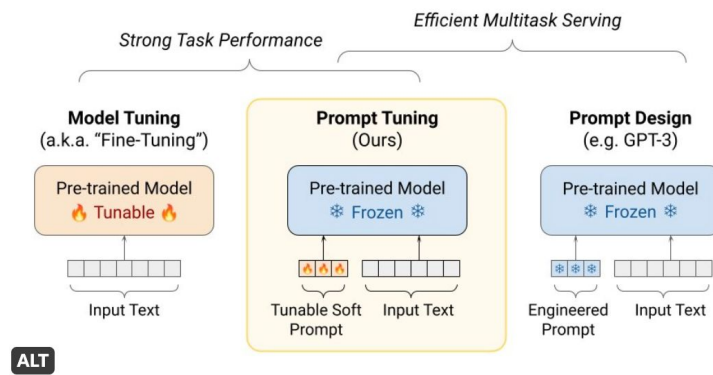 Efficient Multitask Serving
Strong Task Performance
Model Tuning
(a.k.a. “Fine-Tuning”)
Pre-trained Model
🔥 Tunable 🔥
Input Text
Prompt Tuning
(Ours)
Pre-trained Model
❄ Frozen ❄
Tunable Soft
Prompt
Input Text
Prompt Design
(e.g. GPT-3)
Pre-trained Model
❄ Frozen ❄
Engineered
Prompt
Input Text
ALT